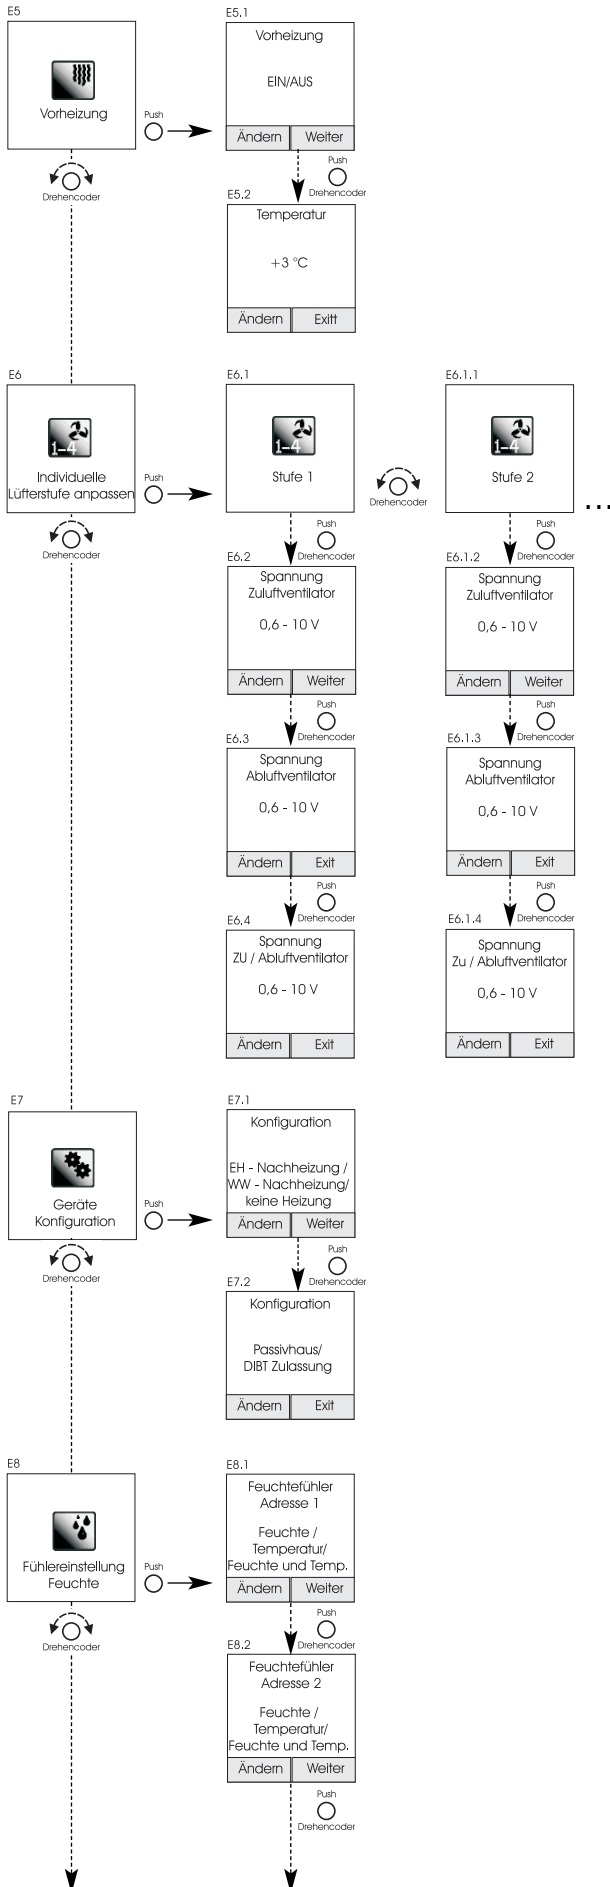 E5
Vorheizung
Push
Drehencoder
E5.1
Vorheizung
EIN/AUS
Ändern Weiter
Push
Drehencoder
E5.2
Temperatur
+3 °C
Ändern Exitt
E6
1-4
Individuelle
Lüfterstufe anpassen
Push
Drehencoder
E6.1
1-4
Stufe 1
Drehencoder
E6.1.1
1-4
Stufe 2
...
Push
Drehencoder
E6.2
Spannung
Zuluftventilator
0,6 - 10 V
Ändern Weiter
Push
Drehencoder
E6.3
Spannung
Abluftventilator
0,6 - 10 V
Ändern Exit
Push
Drehencoder
E6.4
Spannung
ZU / Abluftventilator
0,6 - 10 V
Ändern Exit
Push
Drehencoder
E6.1.2
Spannung
Zuluftventilator
0,6 - 10 V
Ändern Weiter
Push
Drehencoder
E6.1.3
Spannung
Abluftventilator
0,6 - 10 V
Ändern Exit
Push
Drehencoder
E6.1.4
Spannung
Zu / Abluftventilator
0,6 - 10 V
Ändern Exit
E7
Geräte
Konfiguration
Push
Drehencoder
E7.1
Konfiguration
EH - Nachheizung /
WW - Nachheizung/
keine Heizung
Ändern Weiter
Push
Drehencoder
E7.2
Konfiguration
Passivhaus/
DIBT Zulassung
Ändern Exit
E8
Fühlereinstellung
Feuchte
Push
Drehencoder
E8.1
Feuchtefühler
Adresse 1
Feuchte /
Temperatur/
Feuchte und Temp.
Ändern Weiter
Push
Drehencoder
E8.2
Feuchtefühler
Adresse 2
Feuchte /
Temperatur/
Feuchte und Temp.
Ändern Weiter
Push
Drehencoder